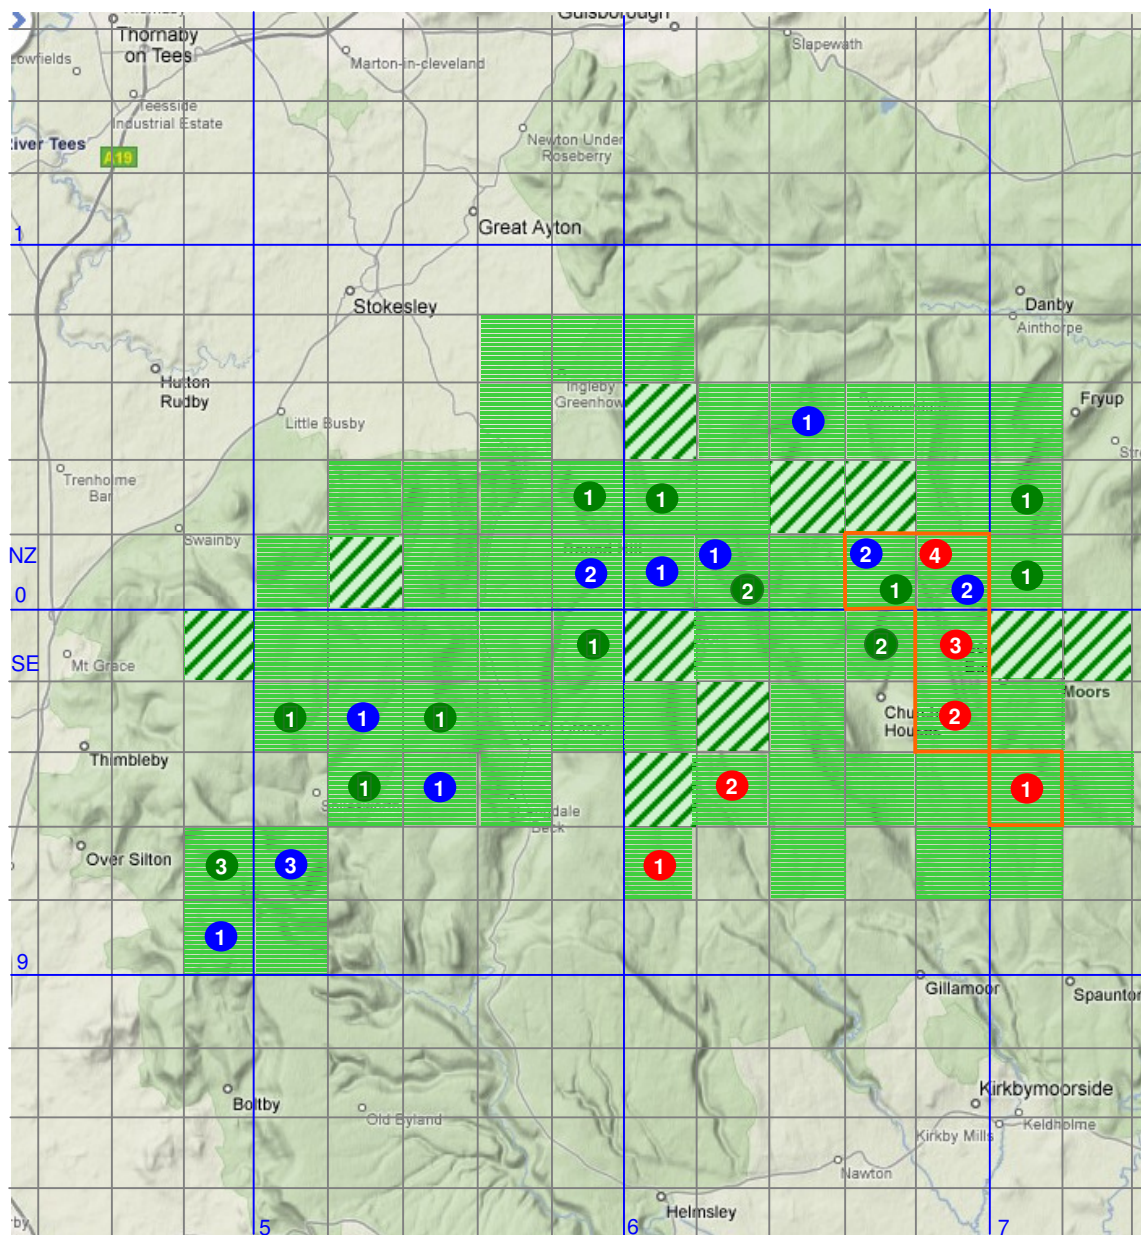 Guisborough
Thornaby
on Tees
Slapewath
Lowfields
Marton-in-cleveland
Teesside
Industrial Estate
River Tees
A19
Newton Under
Roseberry
Great Ayton
1
Stokesley
Danby
Ainthorpe
Hutton
Rudby
Ingleby
Greenhow
Fryup
Little Busby
1
Trenholme
Bar
1
1
1
Swainby
NZ
2
1
1
2
2
1
4
2
1
0
SE
Mt Grace
1
2
3
Moors
Church
Houses
1
1
1
2
Thimbleby
1
1
2
1
Beck
Over Silton
3
3
1
1
9
Gillamoor
Spaunton
Boltby
Old Byland
Kirkbymoorside
Keldholme
Kirkby Mills
Nawton
Helmsley
5
6
7